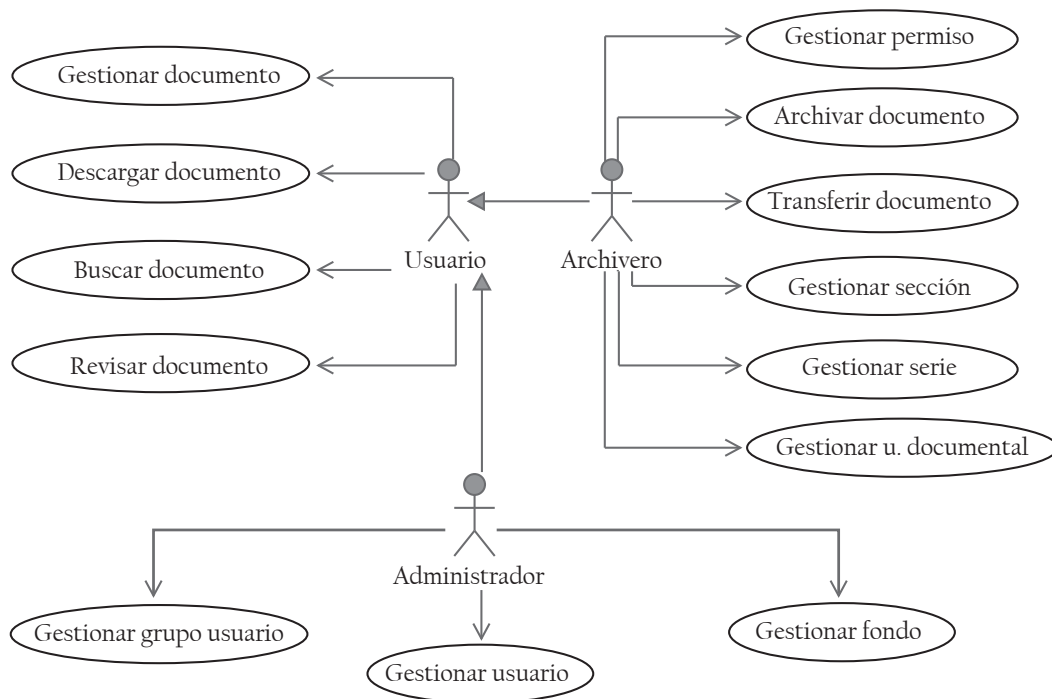 Gestionar permiso
Gestionar documento
Archivar documento
Descargar documento
Transferir documento
Usuario
Archivero
Buscar documento
Gestionar sección
Revisar documento
Gestionar serie
Gestionar u. documental
Administrador
Gestionar grupo usuario
Gestionar fondo
Gestionar usuario